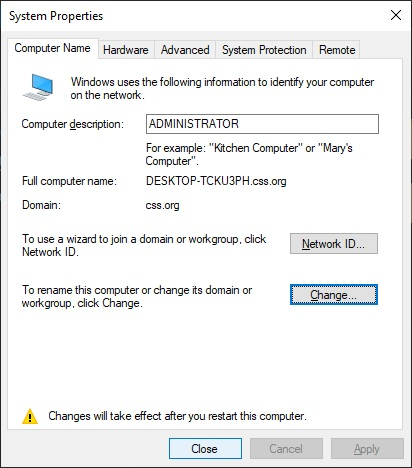 System Properties
Computer Name Hardware Advanced System Protection Remote
Windows uses the following information to identify your computer
on the network.
Computer description: ADMINISTRATOR
For example: "Kitchen Computer" or "Mary's
Computer".
Full computer name: DESKTOP-TCKU3PH.css.org
Domain: css.org
To use a wizard to join a domain or workgroup, click
Network ID.
Network ID...
To rename this computer or change its domain or
workgroup, click Change.
Change...
Changes will take effect after you restart this computer.
Close Cancel Apply